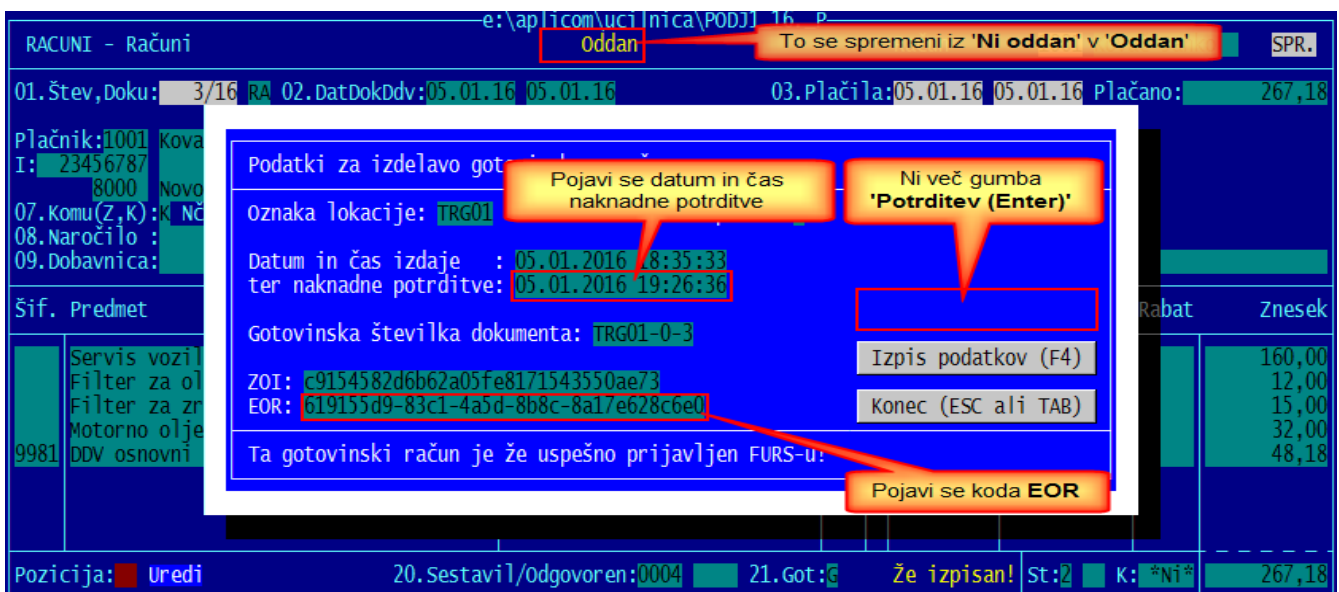 e:\aplicom\ucilnica\PODJ1_16, P
RACUNI - Računi
Oddan
To se spremeni iz 'Ni oddan' v 'Oddan'
SPR.
01.Štev,Doku: 3/16 RA 02.DatDokDdv:05.01.16 05.01.16 03.Plačila:05.01.16 05.01.16 Plačano: 267,18
Plačnik:1001 Kova
I: 23456787
8000 Novo
07.Komu(Z,K):K Nč
08.Naročilo :
09.Dobavnica:
Šif. Predmet
Rabat Znesek
Servis vozil 160,00
Filter za ol 12,00
Filter za zr 15,00
Motorno olje 32,00
9981 DDV osnovni 48,18
Podatki za izdelavo
Pojavi se datum in čas
naknadne potrditve
Ni več gumba
'Potrditev (Enter)'
Oznaka lokacije: TRG01
Datum in čas izdaje : 05.01.2016 18:35:33
ter naknadne potrditve: 05.01.2016 19:26:36
Gotovinska številka dokumenta: TRG01-0-3
Izpis podatkov (F4)
ZOI: c9154582d6b62a05fe8171543550ae73
EOR: 619155d9-83c1-4a5d-8b8c-8a17e628c6e0
Konec (ESC ali TAB)
Ta gotovinski račun je že uspešno prijavljen FURS-u!
Pojavi se koda EOR
Pozicija: Uredi 20.Sestavil/Odgovoren:0004 21.Got:G Že izpisan! St:2 K: *Ni* 267,18